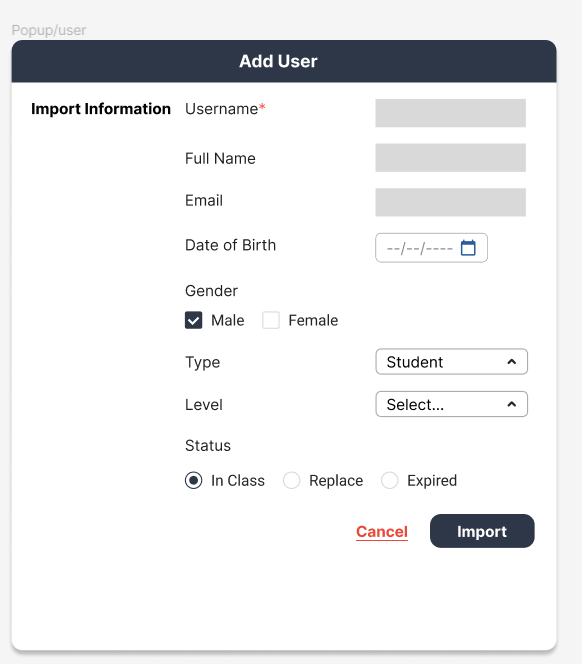 Popup/user
Add User
Import Information Username*
Full Name
Email
Date of Birth --/--/----
Gender
Male Female
Type Student
Level Select...
Status
In Class Replace Expired
Cancel Import